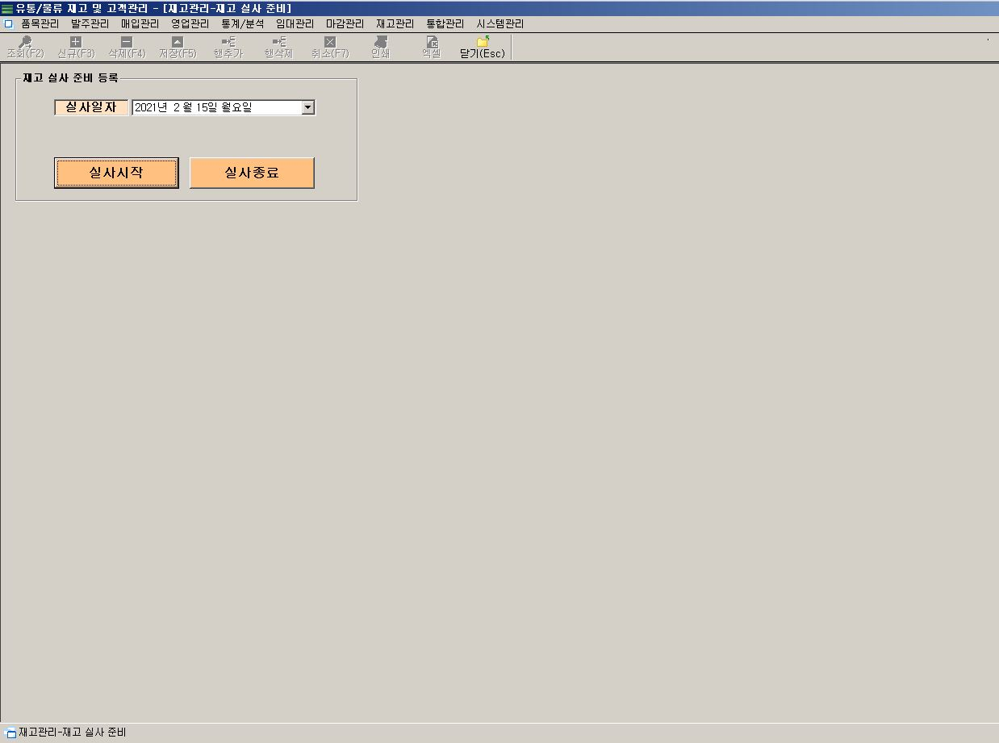 유통/물류 재고 및 고객관리 - [재고관리-재고 실사 준비]
품목관리 발주관리 매입관리 영업관리 통계/분석 임대관리 마감관리 재고관리 통합관리 시스템관리
조회(F2) 신규(F3) 삭제(F4) 저장(F5) 행추가 행삭제 취소(F7) 인쇄 엑셀 닫기(Esc)
재고 실사 준비 등록
실사일자 2021년 2월 15일 월요일
실사시작 실사종료
재고관리-재고 실사 준비